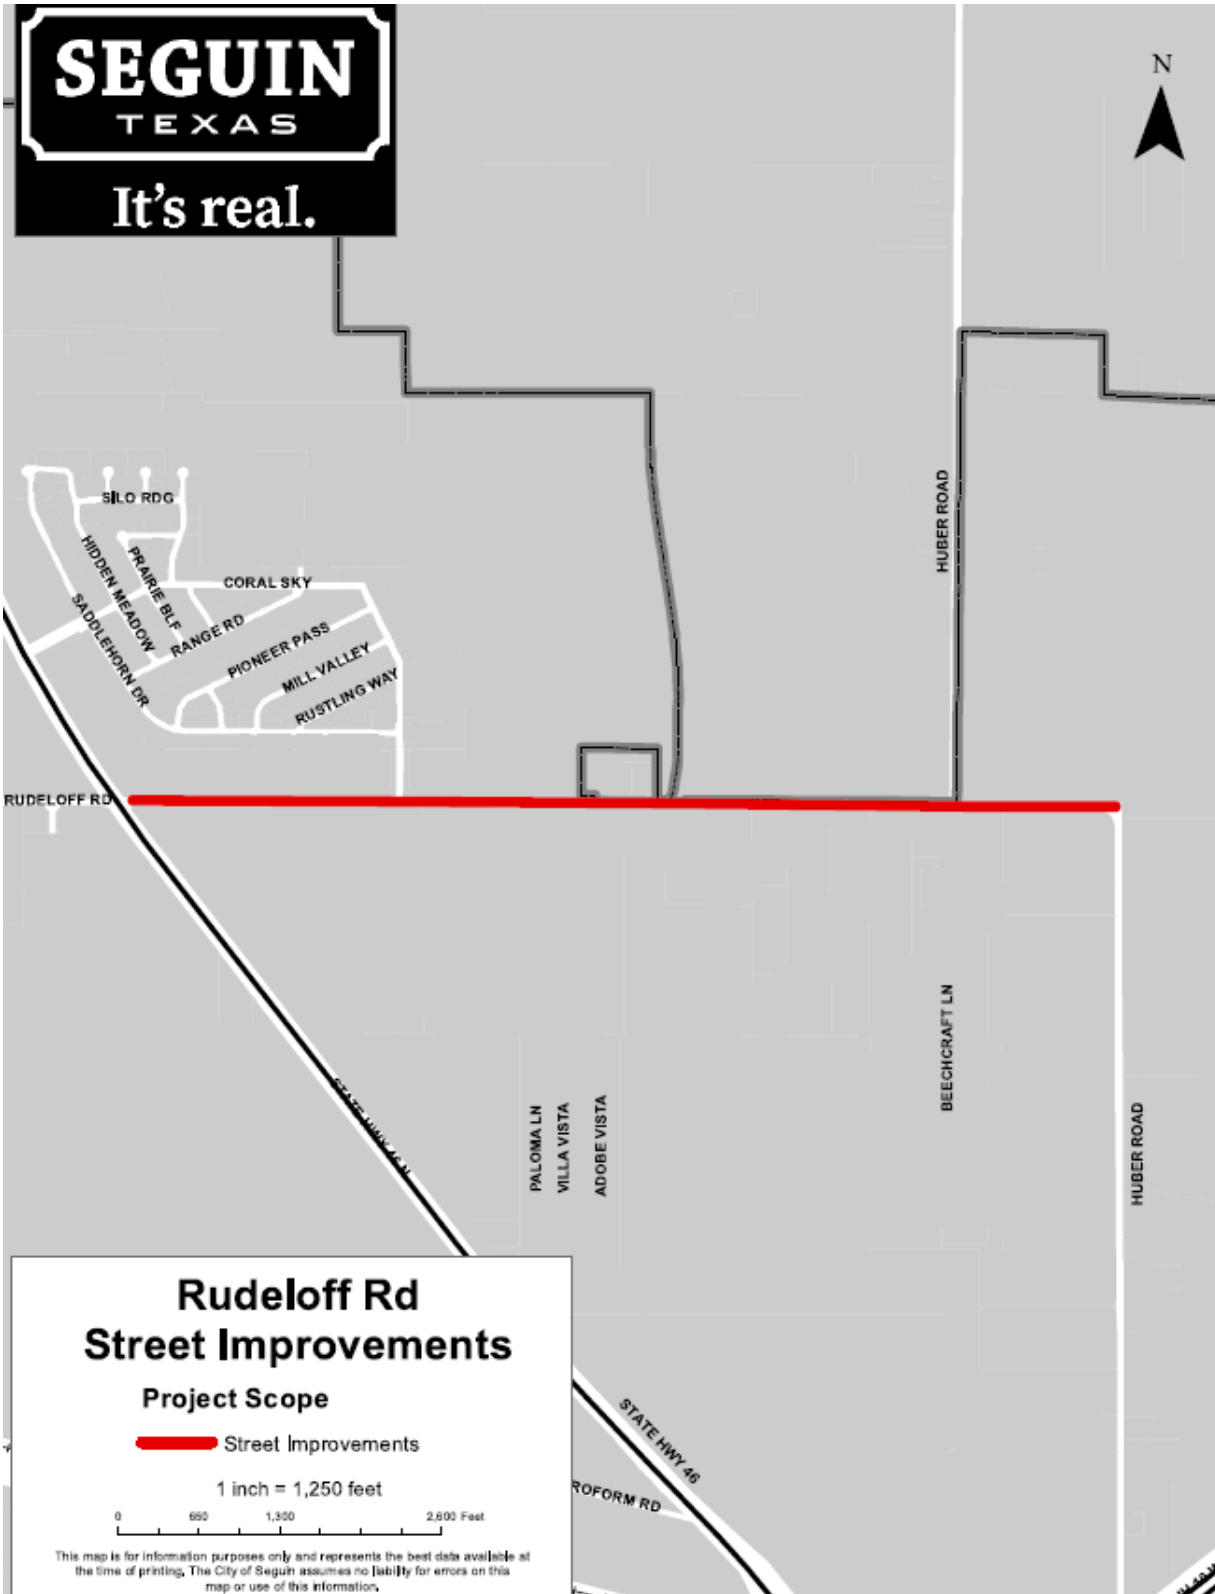 SEGUIN
TEXAS
It's real.
N
SILO RDG
HIDDEN MEADOW
PRAIRIE BLF
SADDLEHORN DR
CORAL SKY
RANGE RD
PIONEER PASS
MILL VALLEY
RUSTLING WAY
HUBER ROAD
RUDELOFF RD
STATE HWY 46 N
PALOMA LN
VILLA VISTA
ADOBE VISTA
BEECHCRAFT LN
HUBER ROAD
STATE HWY 46
ROFORM RD
Rudeloff Rd
Street Improvements
Project Scope
Street Improvements
1 inch = 1,250 feet
0 650 1,300 2,600 Feet
This map is for information purposes only and represents the best data available at
the time of printing. The City of Seguin assumes no liability for errors on this
map or use of this information.